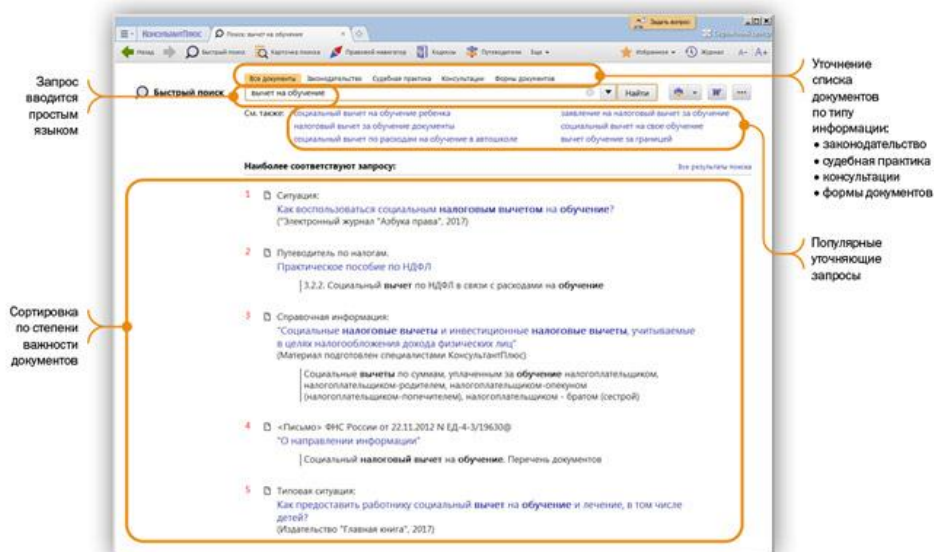 Задать вопрос
КонсультантПлюс
Поиск: вычет на обучение
Сервисный центр
Назад
Быстрый поиск
Карточка поиска
Правовой навигатор
Кодексы
Путеводители
Еще
Избранное
Журнал
А- А+
Все документы Законодательство Судебная практика Консультации Формы документов
Быстрый поиск
вычет на обучение
Найти
См. также:
социальный вычет на обучение ребенка
заявление на налоговый вычет за обучение
налоговый вычет за обучение документы
социальный вычет на свое обучение
социальный вычет по расходам на обучение в автошколе
вычет обучение за границей
Наиболее соответствуют запросу:
Все результаты поиска
1 Ситуация:
Как воспользоваться социальным налоговым вычетом на обучение?
("Электронный журнал "Азбука права", 2017)
2 Путеводитель по налогам.
Практическое пособие по НДФЛ
3.2.2. Социальный вычет по НДФЛ в связи с расходами на обучение
3 Справочная информация:
"Социальные налоговые вычеты и инвестиционные налоговые вычеты, учитываемые
в целях налогообложения дохода физических лиц"
(Материал подготовлен специалистами КонсультантПлюс)
Социальные вычеты по суммам, уплаченным за обучение налогоплательщиком,
налогоплательщиком-родителем, налогоплательщиком-опекуном
(налогоплательщиком-попечителем), налогоплательщиком - братом (сестрой)
4 <Письмо> ФНС России от 22.11.2012 N ЕД-4-3/19630@
"О направлении информации"
Социальный налоговый вычет на обучение. Перечень документов
5 Типовая ситуация:
Как предоставить работнику социальный вычет на обучение и лечение, в том числе
детей?
(Издательство "Главная книга", 2017)
Запрос
вводится
простым
языком
Сортировка
по степени
важности
документов
Уточнение
списка
документов
по типу
информации:
• законодательство
• судебная практика
• консультации
• формы документов
Популярные
уточняющие
запросы